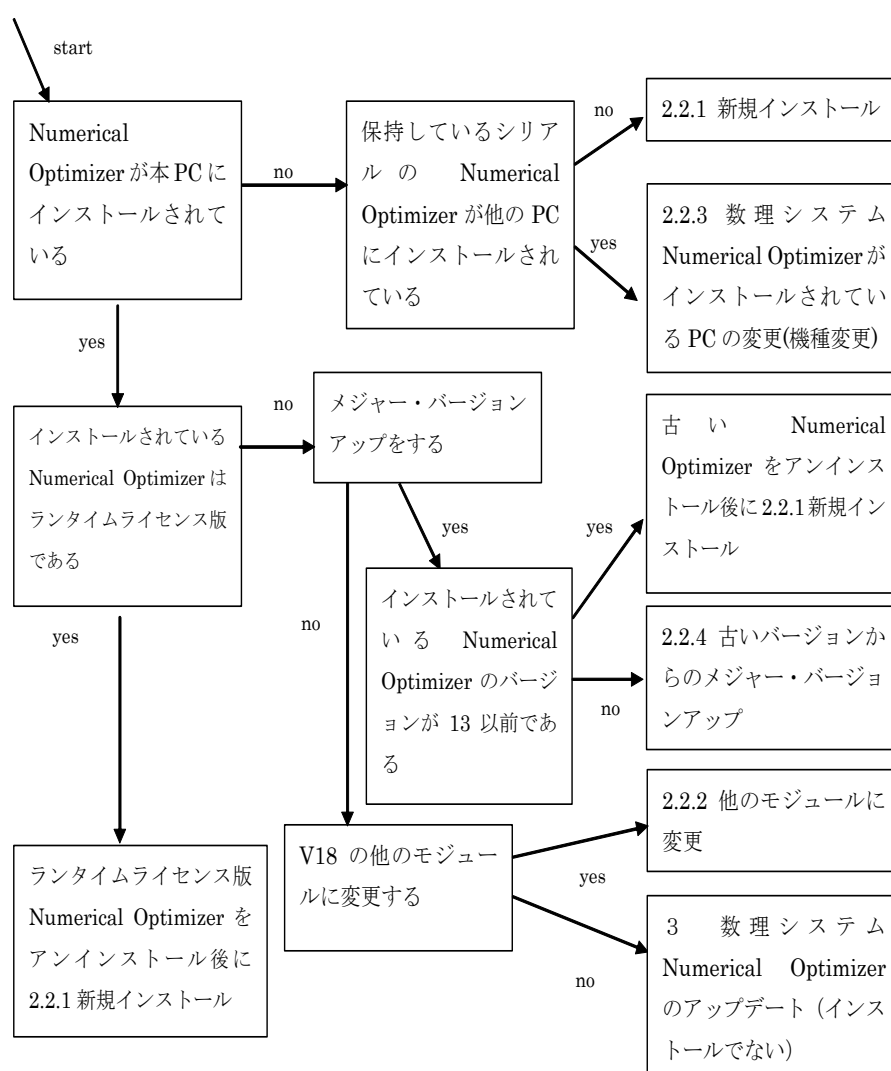 start
Numerical
Optimizer が本 PC に
インストールされて
いる
no
保持しているシリア
ルの Numerical
Optimizer が他の PC
にインストールされ
ている
no
2.2.1 新規インストール
yes
2.2.3 数理システム
Numerical Optimizer が
インストールされてい
る PC の変更(機種変更)
yes
インストールされている
Numerical Optimizer は
ランタイムライセンス版
である
no
メジャー・バージョン
アップをする
yes
インストールされて
いる Numerical
Optimizer のバージ
ョンが 13 以前であ
る
yes
古い Numerical
Optimizer をアンインス
トール後に 2.2.1 新規イン
ストール
no
2.2.4 古いバージョンか
らのメジャー・バージョ
ンアップ
no
V18 の他のモジュー
ルに変更する
yes
2.2.2 他のモジュールに
変更
no
3 数理システム
Numerical Optimizer
のアップデート（インス
トールでない）
yes
ランタイムライセンス版
Numerical Optimizer を
アンインストール後に
2.2.1 新規インストール